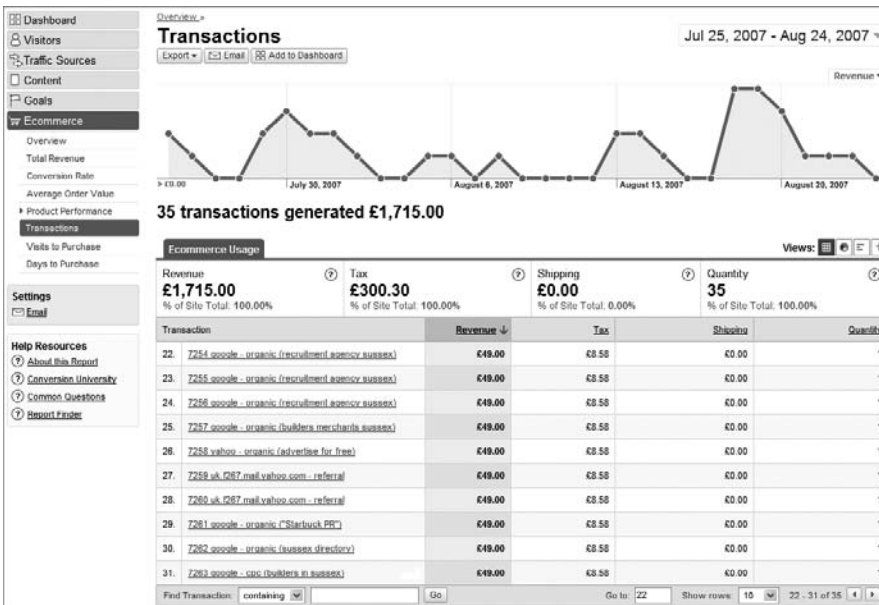 Dashboard
Visitors
Traffic Sources
Content
Goals
Ecommerce
Overview
Total Revenue
Conversion Rate
Average Order Value
Product Performance
Transactions
Visits to Purchase
Days to Purchase
Settings
Email
Help Resources
About this Report
Conversion University
Common Questions
Report Finder
Overview »
Transactions
Jul 25, 2007 - Aug 24, 2007
Export Email Add to Dashboard
Revenue
> £0.00 July 30, 2007 August 6, 2007 August 13, 2007 August 20, 2007
35 transactions generated £1,715.00
Ecommerce Usage Views:
Revenue Tax Shipping Quantity
£1,715.00 £300.30 £0.00 35
% of Site Total: 100.00% % of Site Total: 100.00% % of Site Total: 0.00% % of Site Total: 100.00%
Transaction Revenue ↓ Tax Shipping Quantity
22. 7254 google - organic (recruitment agency sussex) £49.00 £8.58 £0.00
23. 7255 google - organic (recruitment agency sussex) £49.00 £8.58 £0.00
24. 7256 google - organic (recruitment agency sussex) £49.00 £8.58 £0.00
25. 7257 google - organic (builders merchants sussex) £49.00 £8.58 £0.00
26. 7258 yahoo - organic (advertise for free) £49.00 £8.58 £0.00
27. 7259 uk.f267.mail.yahoo.com - referral £49.00 £8.58 £0.00
28. 7260 uk.f267.mail.yahoo.com - referral £49.00 £8.58 £0.00
29. 7261 google - organic ("Starbuck PR") £49.00 £8.58 £0.00
30. 7262 google - organic (sussex directory) £49.00 £8.58 £0.00
31. 7263 google - cpc (builders in sussex) £49.00 £8.58 £0.00
Find Transaction: containing Go Go to: 22 Show rows: 10 22 - 31 of 35